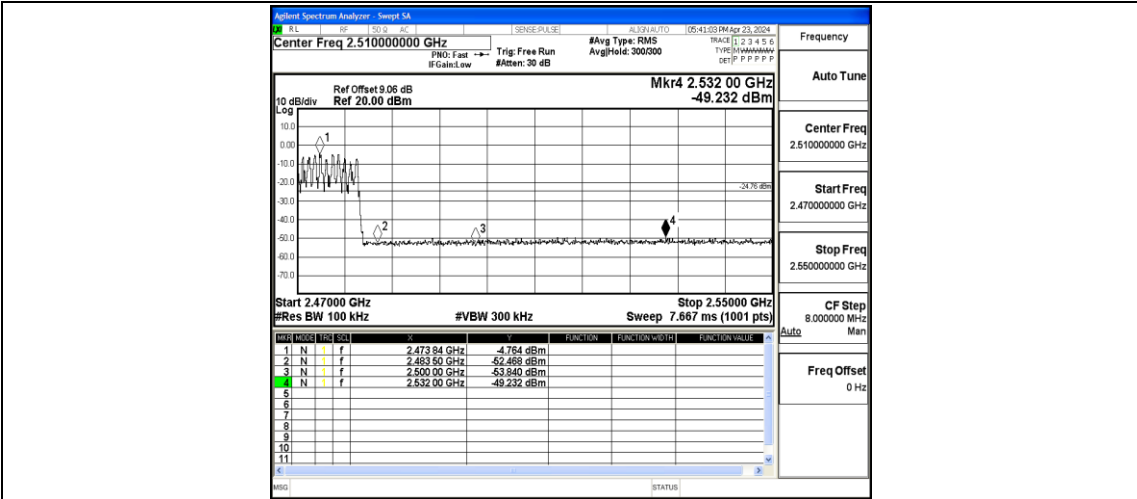 Agilent Spectrum Analyzer - Swept SA
RL RF 50 Ω AC SENSE:PULSE ALIGN AUTO 05:41:03 PM Apr 23, 2024
Center Freq 2.510000000 GHz
PNO: Fast
IFGain:Low
Trig: Free Run
#Atten: 30 dB
#Avg Type: RMS
Avg|Hold: 300/300
TRACE 1 2 3 4 5 6
TYPE MWWWWW
DET P P P P P P
Mkr4 2.532 00 GHz
-49.232 dBm
Ref Offset 9.06 dB
10 dB/div Ref 20.00 dBm
Log
10.0
0.00
-10.0
-20.0
-30.0
-40.0
-50.0
-60.0
-70.0
1
2
3
4
-24.76 dBm
Start 2.47000 GHz Stop 2.55000 GHz
#Res BW 100 kHz #VBW 300 kHz Sweep 7.667 ms (1001 pts)
MKR MODE TRC SCL X Y FUNCTION FUNCTION WIDTH FUNCTION VALUE
1 N 1 f 2.473 84 GHz -4.764 dBm
2 N 1 f 2.483 50 GHz -52.468 dBm
3 N 1 f 2.500 00 GHz -53.840 dBm
4 N 1 f 2.532 00 GHz -49.232 dBm
5
6
7
8
9
10
11
MSG STATUS
Frequency
Auto Tune
Center Freq
2.510000000 GHz
Start Freq
2.470000000 GHz
Stop Freq
2.550000000 GHz
CF Step
8.000000 MHz
Auto Man
Freq Offset
0 Hz